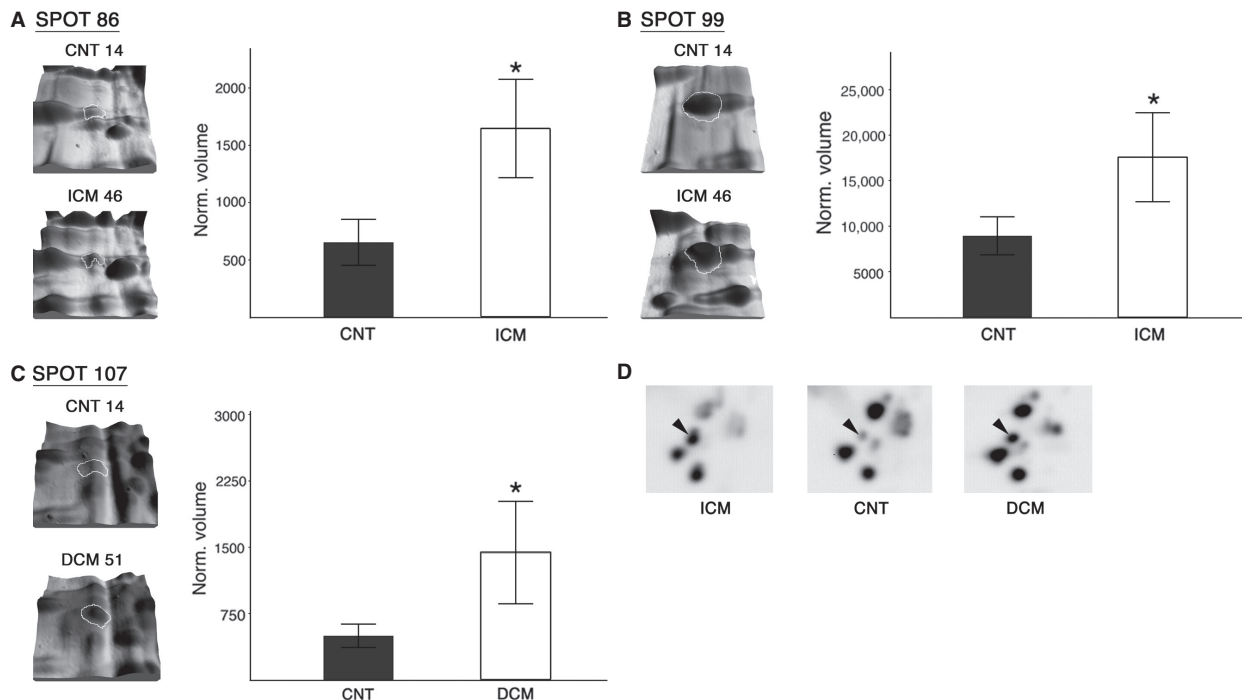 A SPOT 86
CNT 14
ICM 46
Norm. volume
2000
1500
1000
500
*
CNT ICM
B SPOT 99
CNT 14
ICM 46
Norm. volume
25,000
20,000
15,000
10,000
5000
*
CNT ICM
C SPOT 107
CNT 14
DCM 51
Norm. volume
3000
2250
1500
750
*
CNT DCM
D
ICM CNT DCM